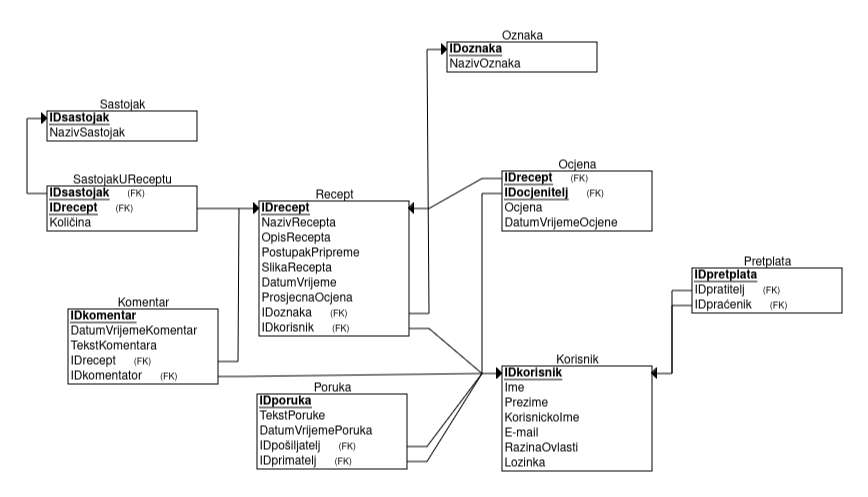 Oznaka
IDoznaka
NazivOznaka
Sastojak
IDsastojak
NazivSastojak
Ocjena
IDrecept (FK)
IDocjenitelj (FK)
Ocjena
DatumVrijemeOcjene
SastojakUReceptu
IDsastojak (FK)
IDrecept (FK)
Količina
Recept
IDrecept
NazivRecepta
OpisRecepta
PostupakPripreme
SlikaRecepta
DatumVrijeme
ProsjecnaOcjena
IDoznaka (FK)
IDkorisnik (FK)
Pretplata
IDpretplata
IDpratitelj (FK)
IDpraćenik (FK)
Komentar
IDkomentar
DatumVrijemeKomentar
TekstKomentara
IDrecept (FK)
IDkomentator (FK)
Korisnik
IDkorisnik
Ime
Prezime
KorisnickoIme
E-mail
RazinaOvlasti
Lozinka
Poruka
IDporuka
TekstPoruke
DatumVrijemePoruka
IDpošiljatelj (FK)
IDprimatelj (FK)